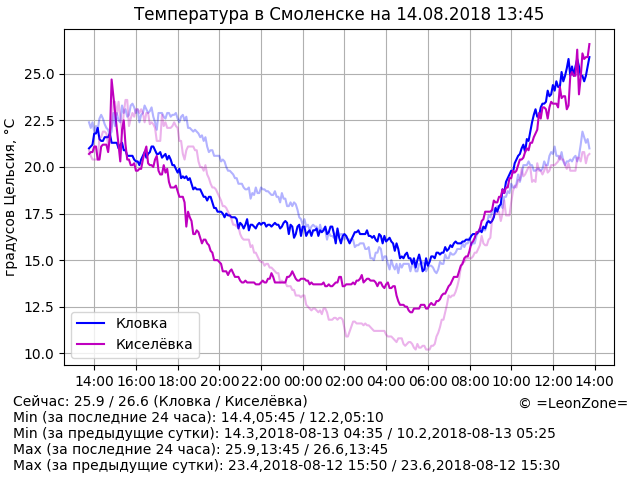 Температура в Смоленске на 14.08.2018 13:45
градусов Цельсия, °C
25.0
22.5
20.0
17.5
15.0
12.5
10.0
Кловка
Киселёвка
14:00 16:00 18:00 20:00 22:00 00:00 02:00 04:00 06:00 08:00 10:00 12:00 14:00
© =LeonZone=
Сейчас: 25.9 / 26.6 (Кловка / Киселёвка)
Min (за последние 24 часа): 14.4,05:45 / 12.2,05:10
Min (за предыдущие сутки): 14.3,2018-08-13 04:35 / 10.2,2018-08-13 05:25
Max (за последние 24 часа): 25.9,13:45 / 26.6,13:45
Max (за предыдущие сутки): 23.4,2018-08-12 15:50 / 23.6,2018-08-12 15:30